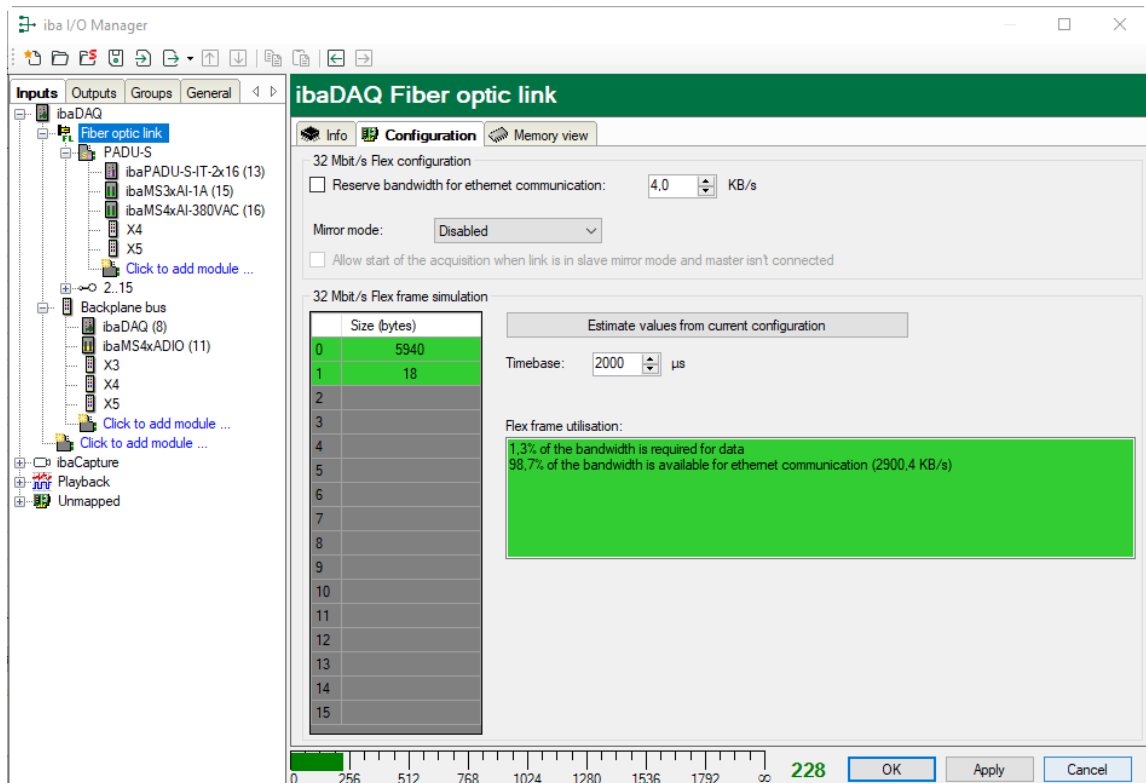 iba I/O Manager
Inputs Outputs Groups General
ibaDAQ
Fiber optic link
PADU-S
ibaPADU-S-IT-2x16 (13)
ibaMS3xAI-1A (15)
ibaMS4xAI-380VAC (16)
X4
X5
Click to add module ...
2..15
Backplane bus
ibaDAQ (8)
ibaMS4xADIO (11)
X3
X4
X5
Click to add module ...
Click to add module ...
ibaCapture
Playback
Unmapped
ibaDAQ Fiber optic link
Info Configuration Memory view
32 Mbit/s Flex configuration
Reserve bandwidth for ethernet communication: 4,0 KB/s
Mirror mode: Disabled
Allow start of the acquisition when link is in slave mirror mode and master isn't connected
32 Mbit/s Flex frame simulation
Size (bytes)
0 5940
1 18
2
3
4
5
6
7
8
9
10
11
12
13
14
15
Estimate values from current configuration
Timebase: 2000 µs
Flex frame utilisation:
1,3% of the bandwidth is required for data
98,7% of the bandwidth is available for ethernet communication (2900,4 KB/s)
0 256 512 768 1024 1280 1536 1792 ∞
228
OK Apply Cancel